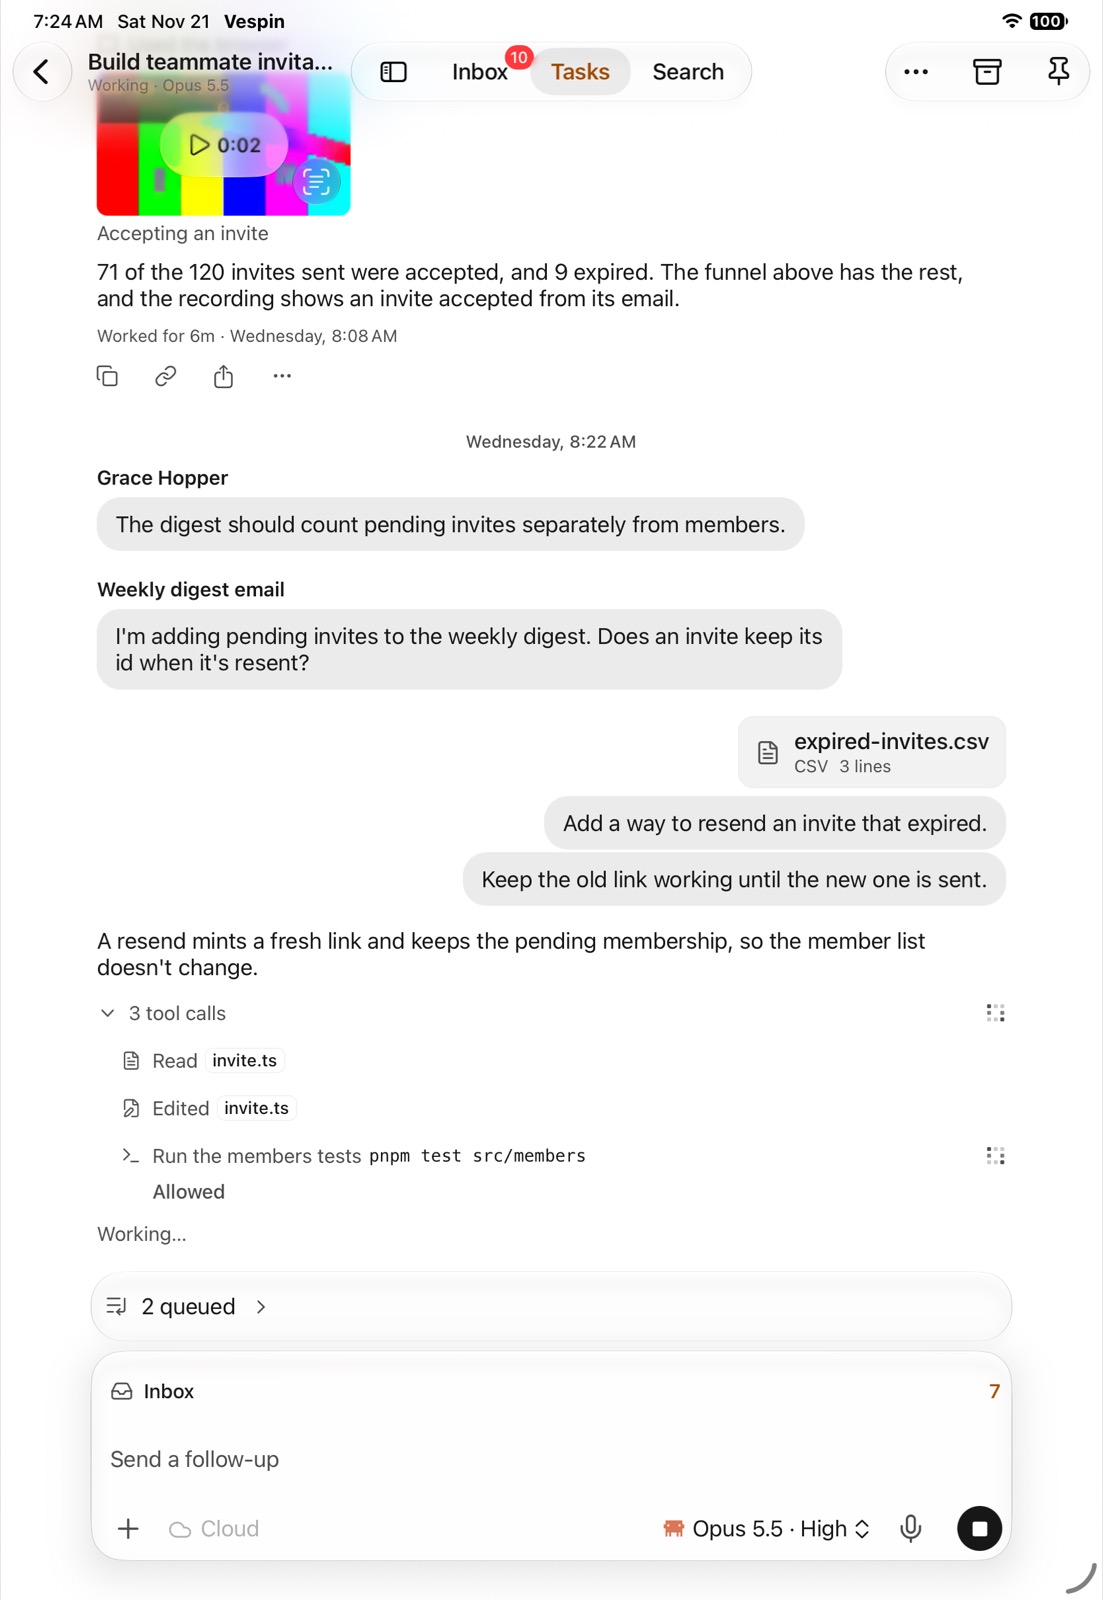 7:24 AM Sat Nov 21 Vespin
100
Build teammate invita...
Working · Opus 5.5
Inbox
10
Tasks
Search
0:02
Accepting an invite
71 of the 120 invites sent were accepted, and 9 expired. The funnel above has the rest,
and the recording shows an invite accepted from its email.
Worked for 6m · Wednesday, 8:08 AM
Wednesday, 8:22 AM
Grace Hopper
The digest should count pending invites separately from members.
Weekly digest email
I'm adding pending invites to the weekly digest. Does an invite keep its
id when it's resent?
expired-invites.csv
CSV 3 lines
Add a way to resend an invite that expired.
Keep the old link working until the new one is sent.
A resend mints a fresh link and keeps the pending membership, so the member list
doesn't change.
3 tool calls
Read invite.ts
Edited invite.ts
Run the members tests pnpm test src/members
Allowed
Working...
2 queued
Inbox
7
Send a follow-up
Cloud
Opus 5.5 · High